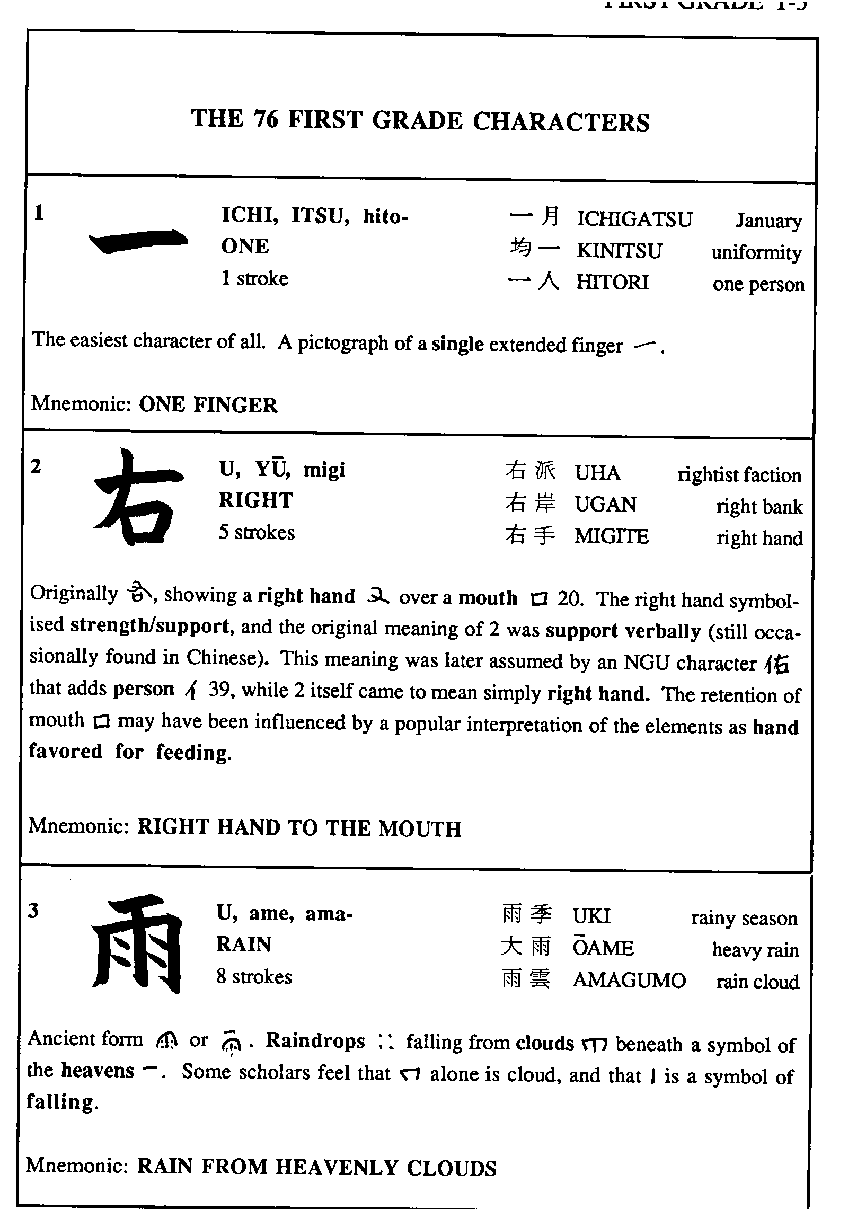 FIRST GRADE 1-3
THE 76 FIRST GRADE CHARACTERS
1 一 ICHI, ITSU, hito- 一月 ICHIGATSU January
ONE 均一 KINITSU uniformity
1 stroke 一人 HITORI one person
The easiest character of all. A pictograph of a single extended finger 一.
Mnemonic: ONE FINGER
2 右 U, YŪ, migi 右派 UHA rightist faction
RIGHT 右岸 UGAN right bank
5 strokes 右手 MIGITE right hand
Originally , showing a right hand over a mouth 口 20. The right hand symbol-
ised strength/support, and the original meaning of 2 was support verbally (still occa-
sionally found in Chinese). This meaning was later assumed by an NGU character 佑
that adds person 亻 39, while 2 itself came to mean simply right hand. The retention of
mouth 口 may have been influenced by a popular interpretation of the elements as hand
favored for feeding.
Mnemonic: RIGHT HAND TO THE MOUTH
3 雨 U, ame, ama- 雨季 UKI rainy season
RAIN 大雨 ŌAME heavy rain
8 strokes 雨雲 AMAGUMO rain cloud
Ancient form or . Raindrops falling from clouds beneath a symbol of
the heavens 一. Some scholars feel that alone is cloud, and that is a symbol of
falling.
Mnemonic: RAIN FROM HEAVENLY CLOUDS